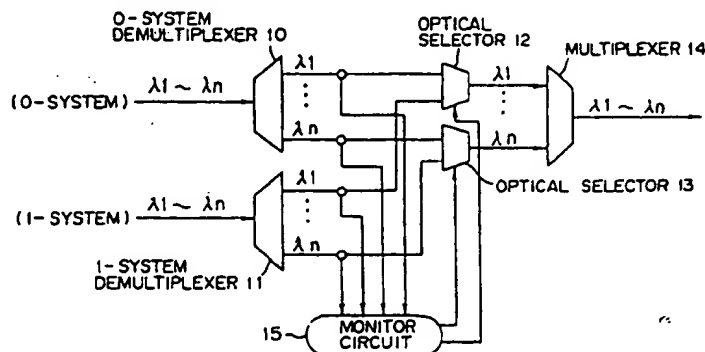 0-SYSTEM
DEMULTIPLEXER 10
OPTICAL
SELECTOR 12
MULTIPLEXER 14
(0-SYSTEM)
λ1 ~ λn
λ1
λn
λ1
λn
λ1 ~ λn
OPTICAL SELECTOR 13
(1-SYSTEM)
λ1 ~ λn
λ1
λn
1-SYSTEM
DEMULTIPLEXER 11
15
MONITOR
CIRCUIT